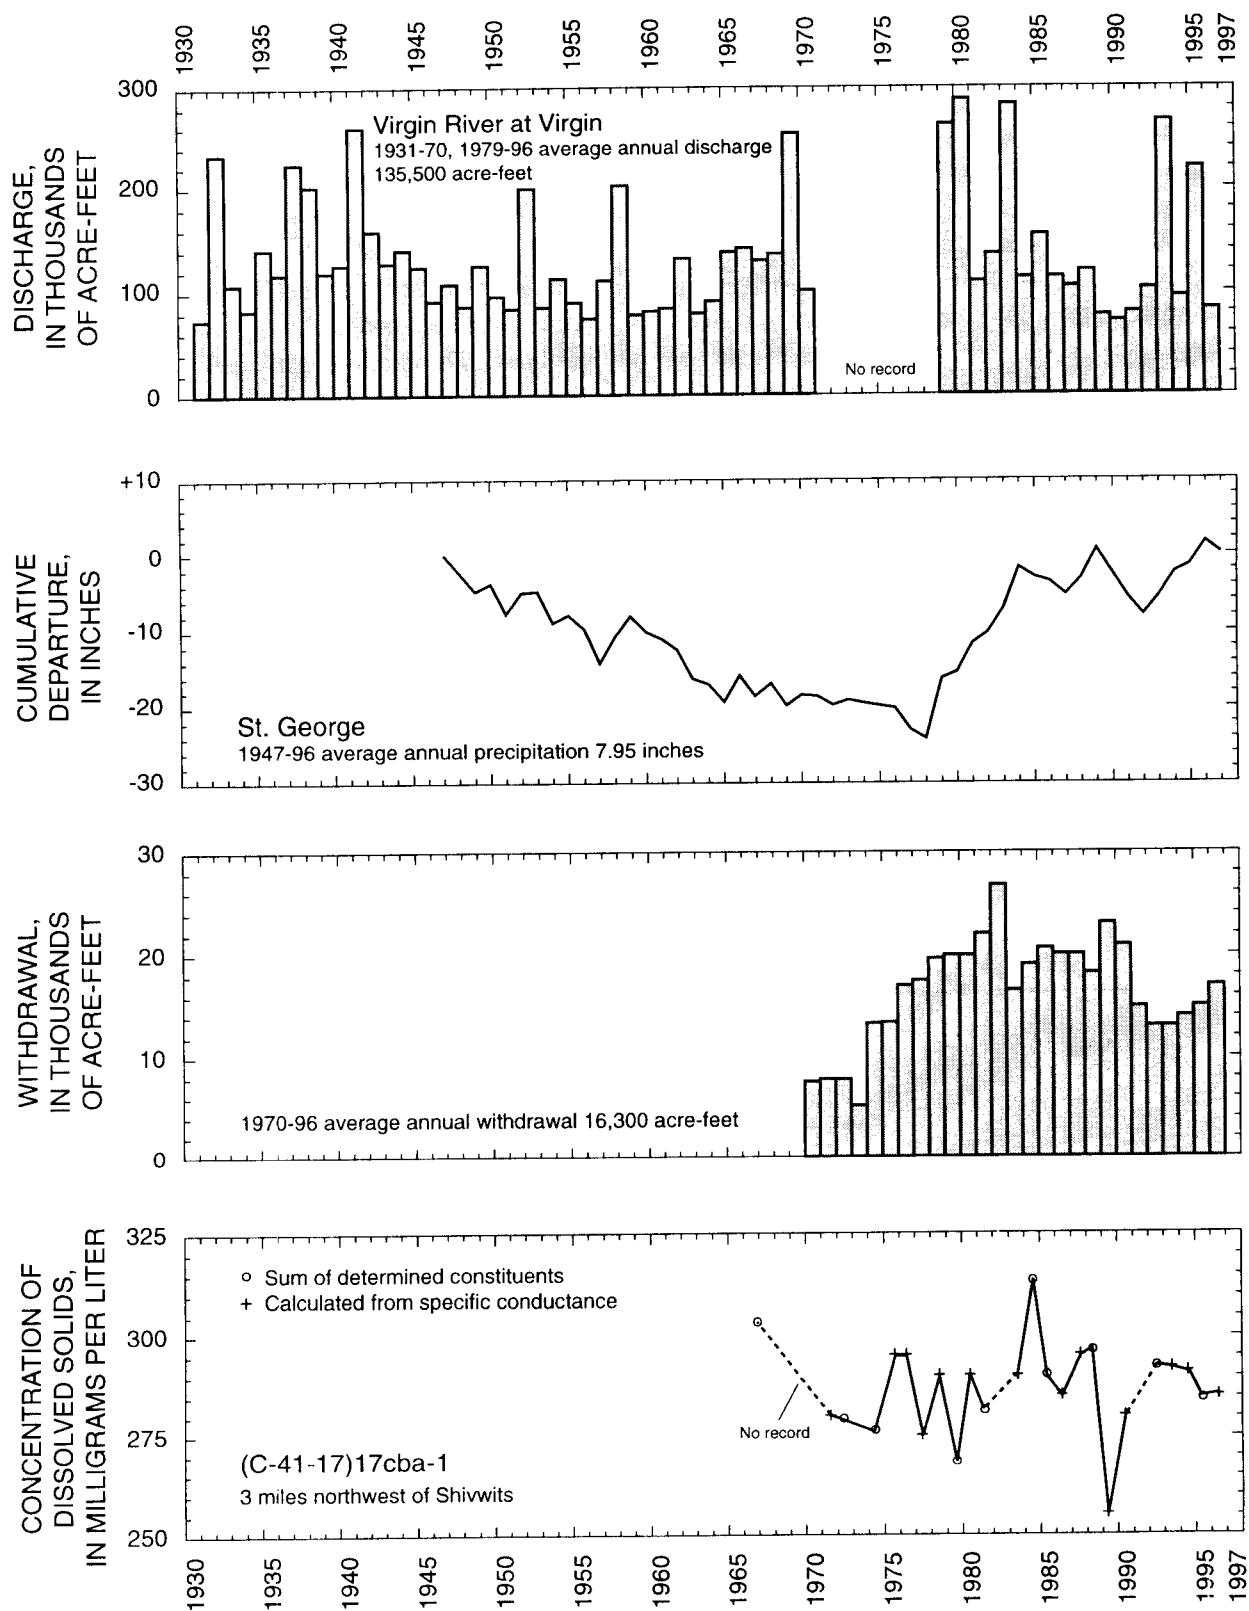 1930 1935 1940 1945 1950 1955 1960 1965 1970 1975 1980 1985 1990 1995 1997
DISCHARGE,
IN THOUSANDS
OF ACRE-FEET
300
200
100
0
Virgin River at Virgin
1931-70, 1979-96 average annual discharge
135,500 acre-feet
No record
CUMULATIVE
DEPARTURE,
IN INCHES
+10
0
-10
-20
-30
St. George
1947-96 average annual precipitation 7.95 inches
WITHDRAWAL,
IN THOUSANDS
OF ACRE-FEET
30
20
10
0
1970-96 average annual withdrawal 16,300 acre-feet
CONCENTRATION OF
DISSOLVED SOLIDS,
IN MILLIGRAMS PER LITER
325
300
275
250
Sum of determined constituents
+ Calculated from specific conductance
No record
(C-41-17)17cba-1
3 miles northwest of Shivwits
1930 1935 1940 1945 1950 1955 1960 1965 1970 1975 1980 1985 1990 1995 1997